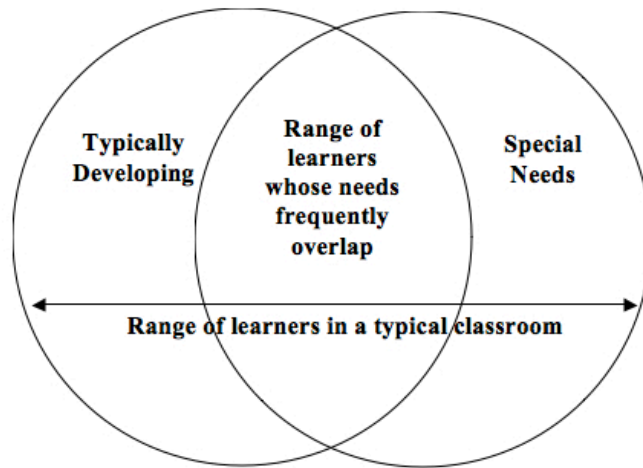 Typically
Developing
Range of
learners
whose needs
frequently
overlap
Special
Needs
Range of learners in a typical classroom